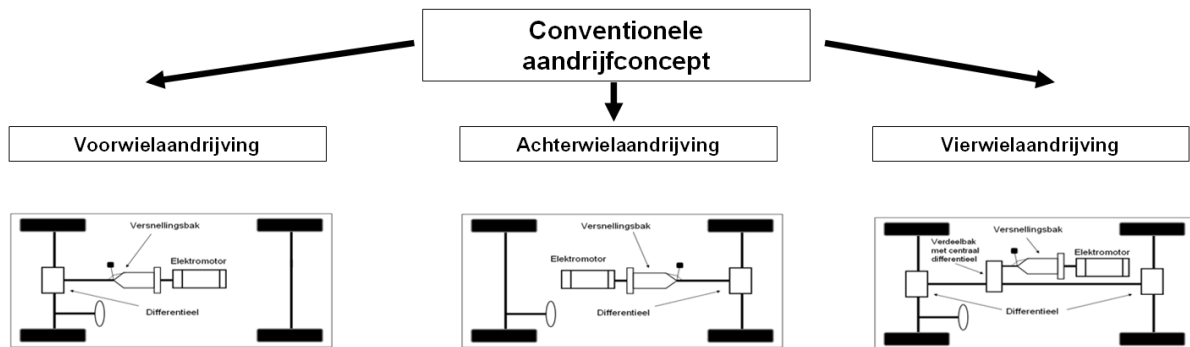 Conventionele
aandrijfconcept
Voorwielaandrijving
Achterwielaandrijving
Vierwielaandrijving
Versnellingsbak
Elektromotor
Differentieel
Versnellingsbak
Elektromotor
Differentieel
Versnellingsbak
Verdeelbak
met centraal
differentieel
Elektromotor
Differentieel